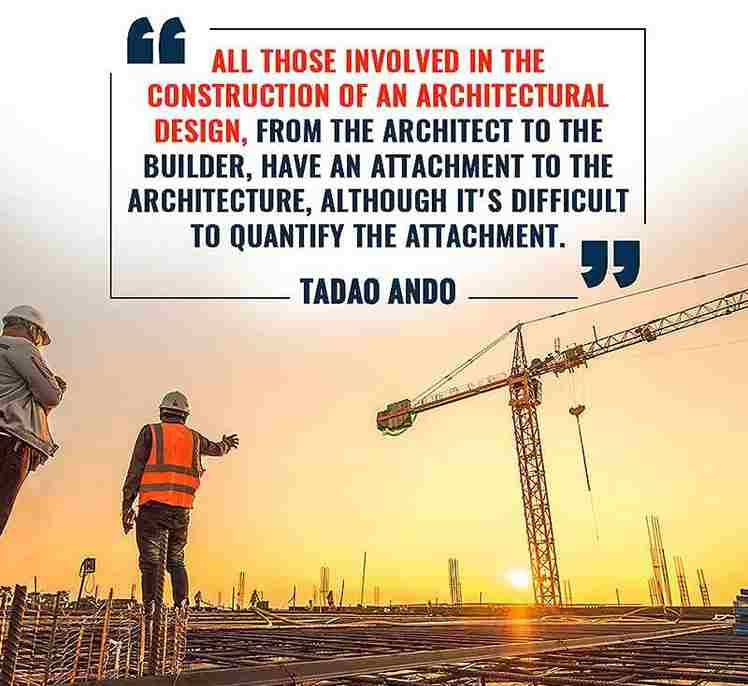 “
ALL THOSE INVOLVED IN THE
CONSTRUCTION OF AN ARCHITECTURAL
DESIGN, FROM THE ARCHITECT TO THE
BUILDER, HAVE AN ATTACHMENT TO THE
ARCHITECTURE, ALTHOUGH IT'S DIFFICULT
TO QUANTIFY THE ATTACHMENT.
”
TADAO ANDO